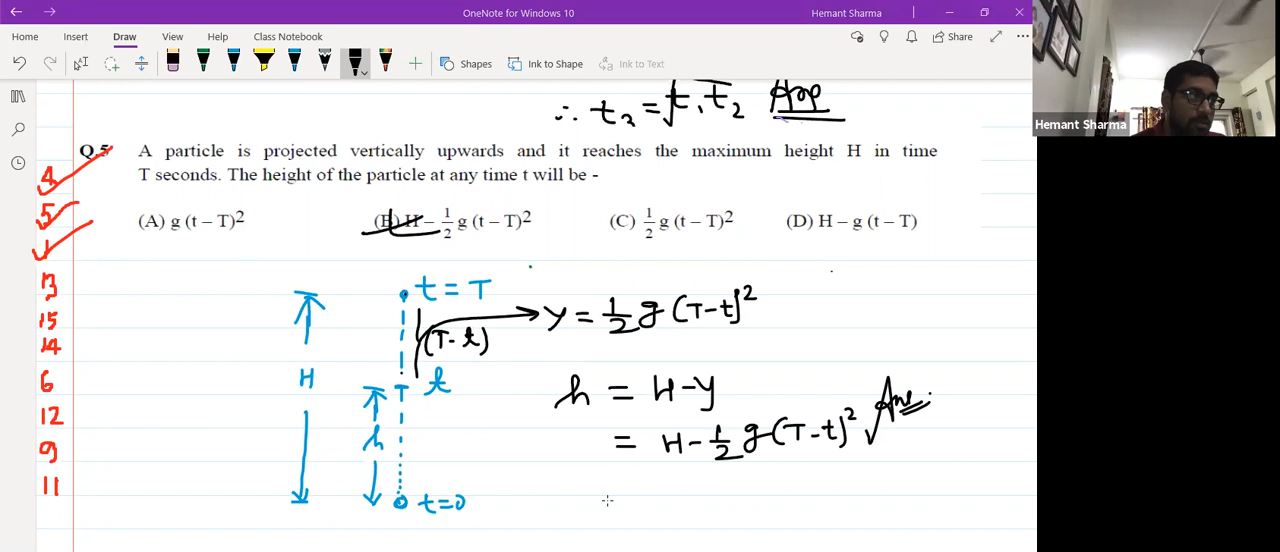 OneNote for Windows 10
Hemant Sharma
Home Insert Draw View Help Class Notebook
Share
Shapes Ink to Shape Ink to Text
∴ t₃ = √t₁t₂ Ans
Hemant Sharma
Q.5 A particle is projected vertically upwards and it reaches the maximum height H in time
T seconds. The height of the particle at any time t will be -
(A) g (t – T)² (B) H – 1/2 g (t – T)² (C) 1/2 g (t – T)² (D) H – g (t – T)
4
5
1
13
15
14
6
12
9
11
t = T
(T-t)
y = 1/2 g (T-t)²
H
t
h
t=0
h = H-y
= H - 1/2 g (T-t)² Ans.